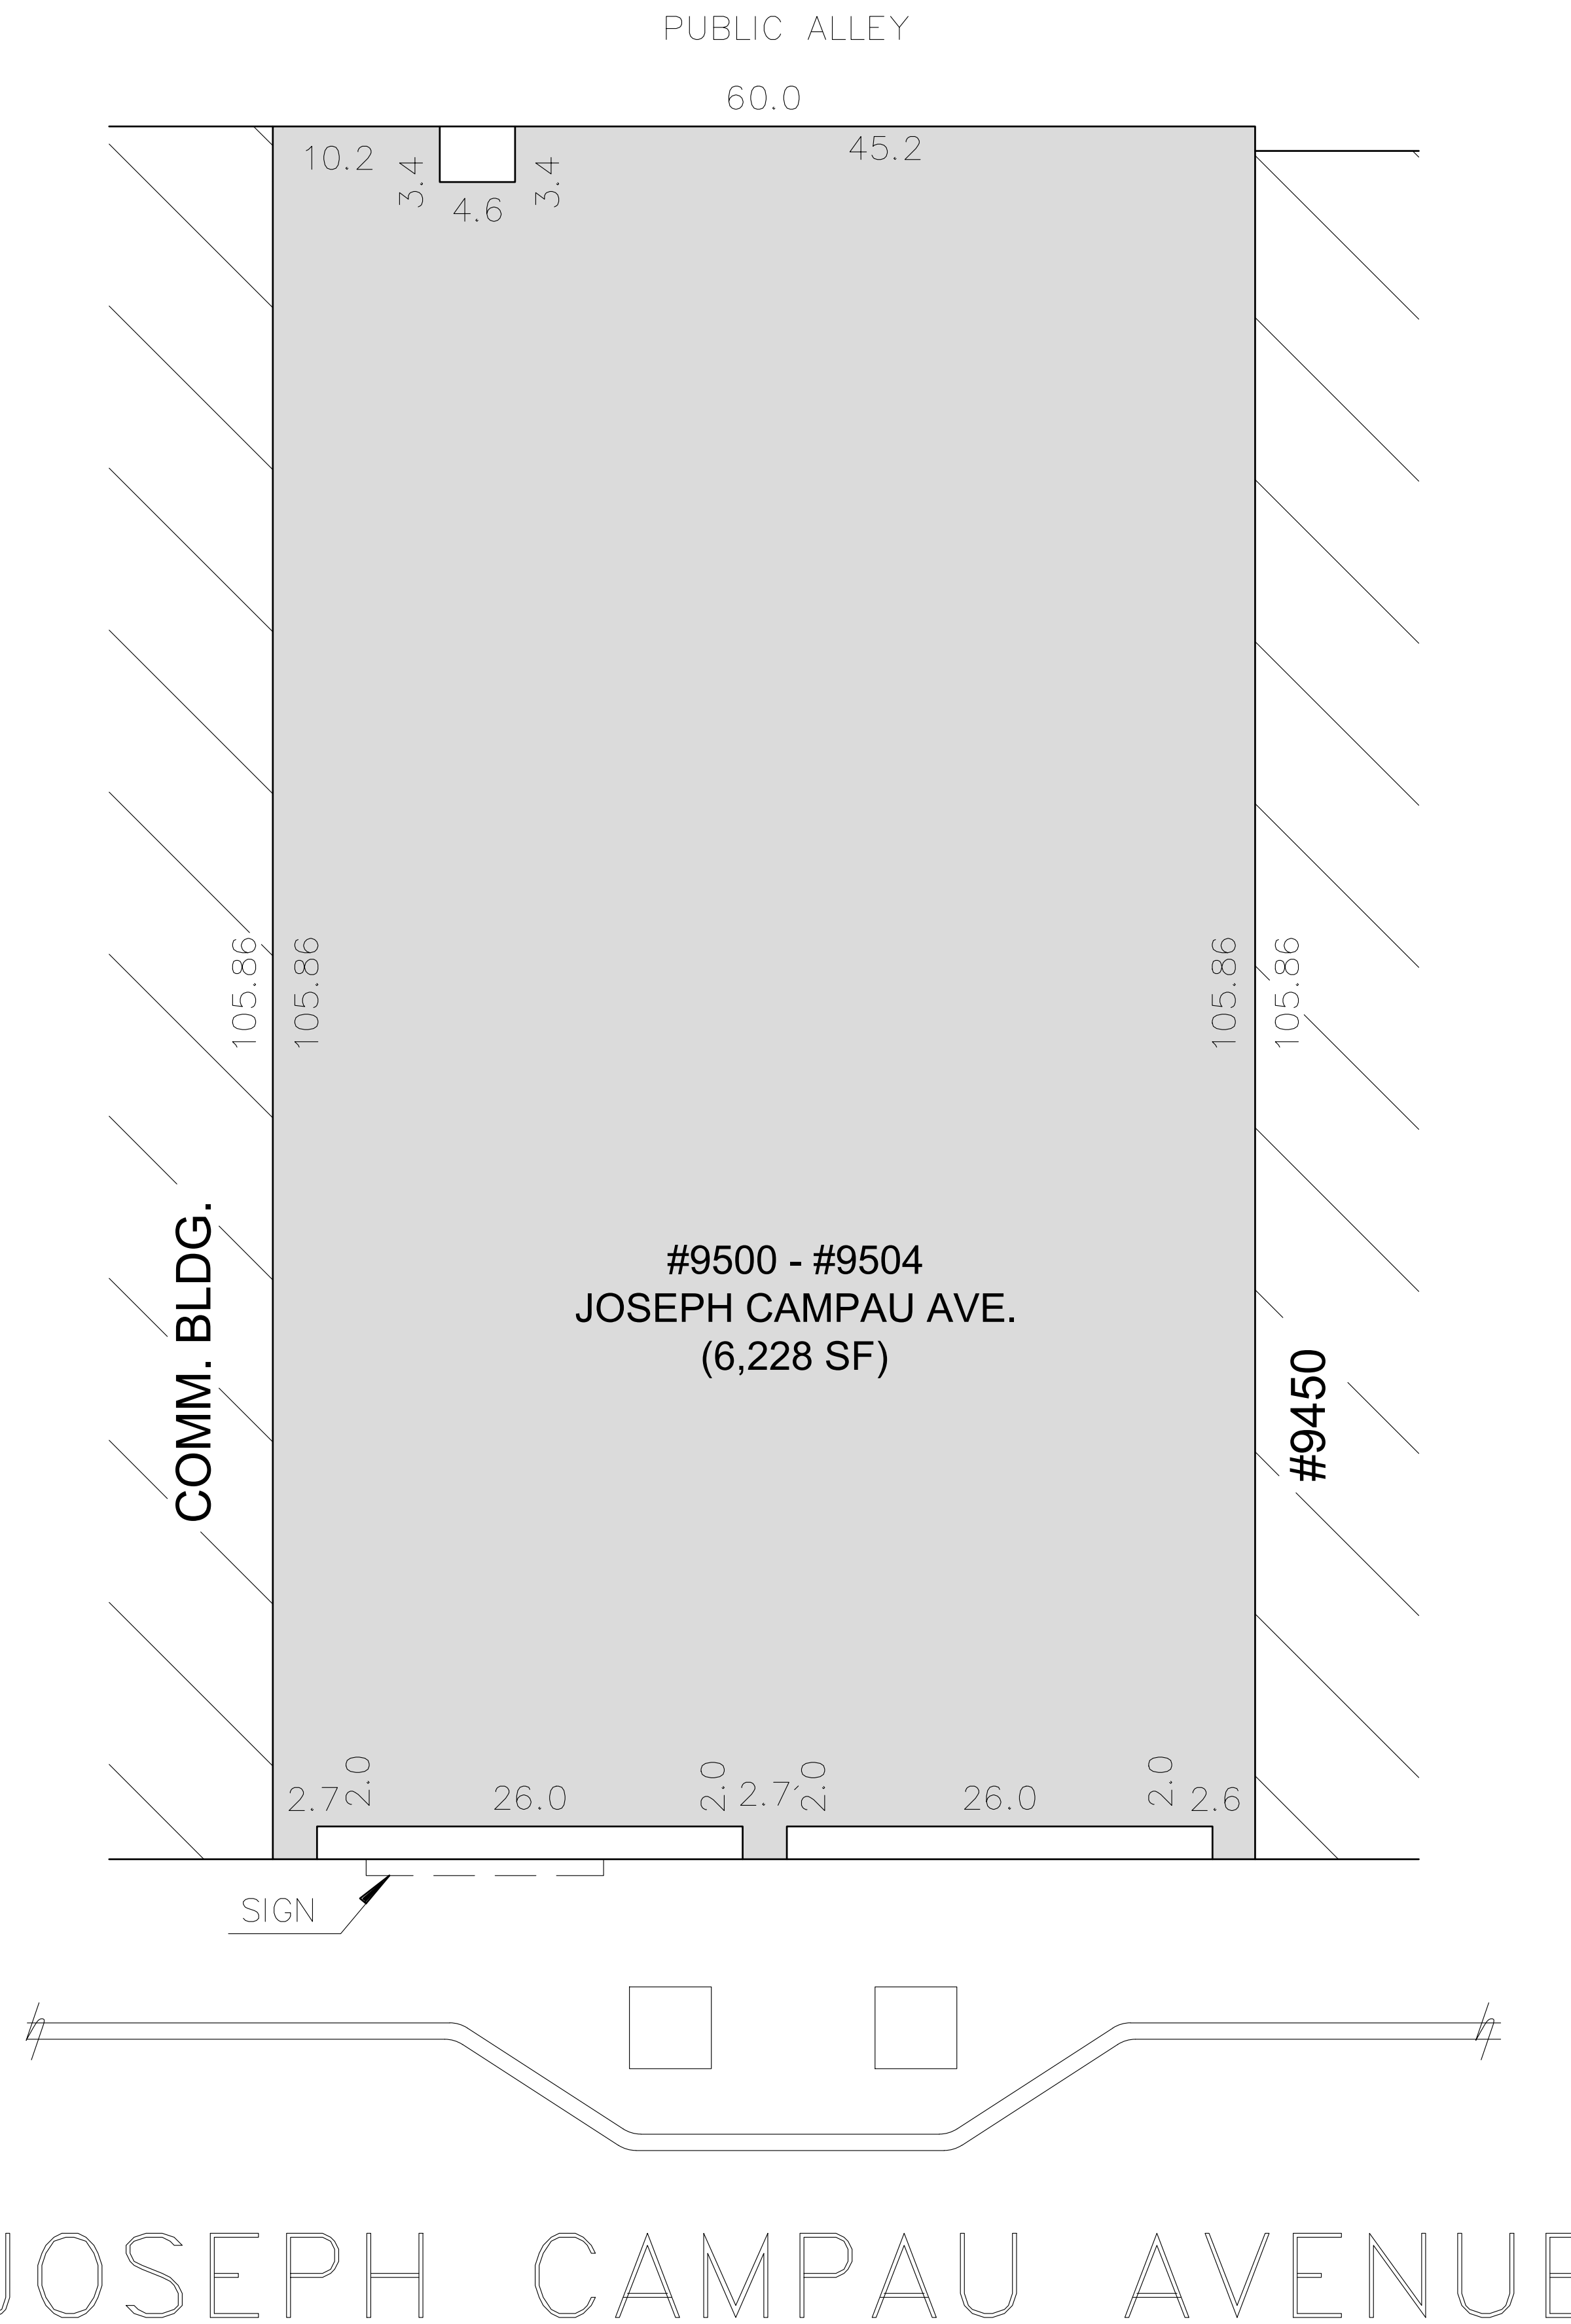 PUBLIC ALLEY
60.0
10.2
3.4
4.6
3.4
45.2
105.86
105.86
105.86
105.86
COMM. BLDG.
#9500 - #9504
JOSEPH CAMPAU AVE.
(6,228 SF)
#9450
2.7
2.0
26.0
2.0
2.7'
2.0
26.0
2.0
2.6
SIGN
JOSEPH CAMPAU AVENUE